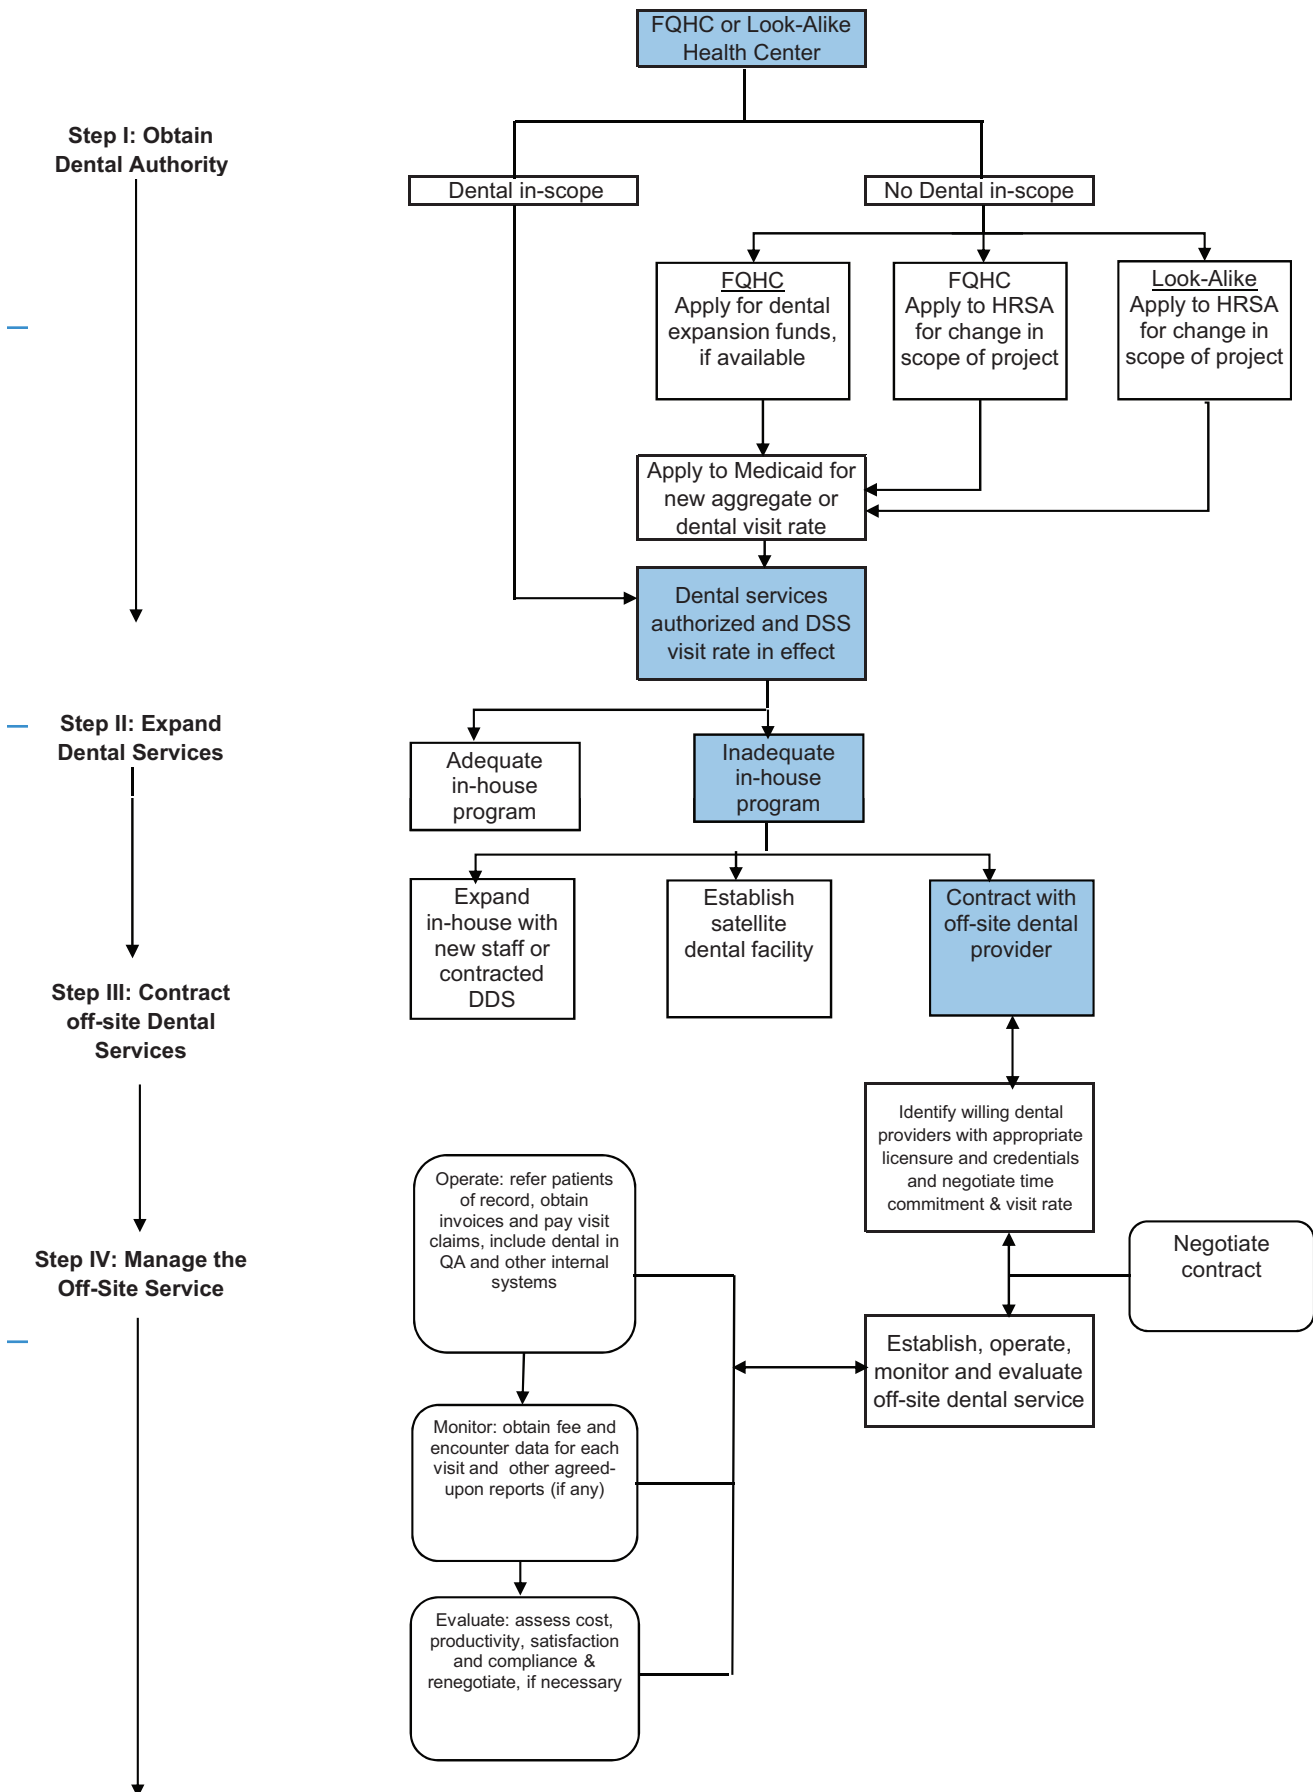 FQHC or Look-Alike
Health Center
Step I: Obtain
Dental Authority
Dental in-scope
No Dental in-scope
FQHC
Apply for dental
expansion funds,
if available
FQHC
Apply to HRSA
for change in
scope of project
Look-Alike
Apply to HRSA
for change in
scope of project
Apply to Medicaid for
new aggregate or
dental visit rate
Dental services
authorized and DSS
visit rate in effect
Step II: Expand
Dental Services
Adequate
in-house
program
Inadequate
in-house
program
Expand
in-house with
new staff or
contracted
DDS
Establish
satellite
dental facility
Contract with
off-site dental
provider
Step III: Contract
off-site Dental
Services
Identify willing dental
providers with appropriate
licensure and credentials
and negotiate time
commitment & visit rate
Operate: refer patients
of record, obtain
invoices and pay visit
claims, include dental in
QA and other internal
systems
Step IV: Manage the
Off-Site Service
Negotiate
contract
Establish, operate,
monitor and evaluate
off-site dental service
Monitor: obtain fee and
encounter data for each
visit and other agreed-
upon reports (if any)
Evaluate: assess cost,
productivity, satisfaction
and compliance &
renegotiate, if necessary